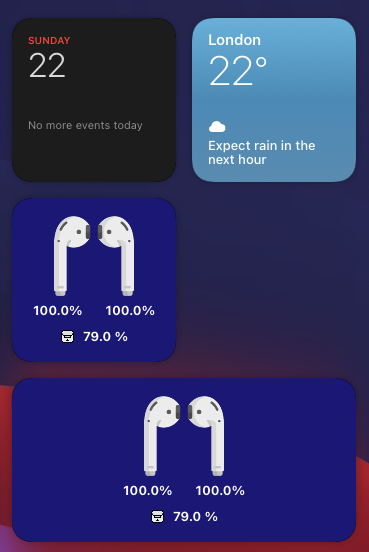 SUNDAY
22
No more events today
London
22°
Expect rain in the
next hour
100.0% 100.0%
79.0 %
100.0% 100.0%
79.0 %